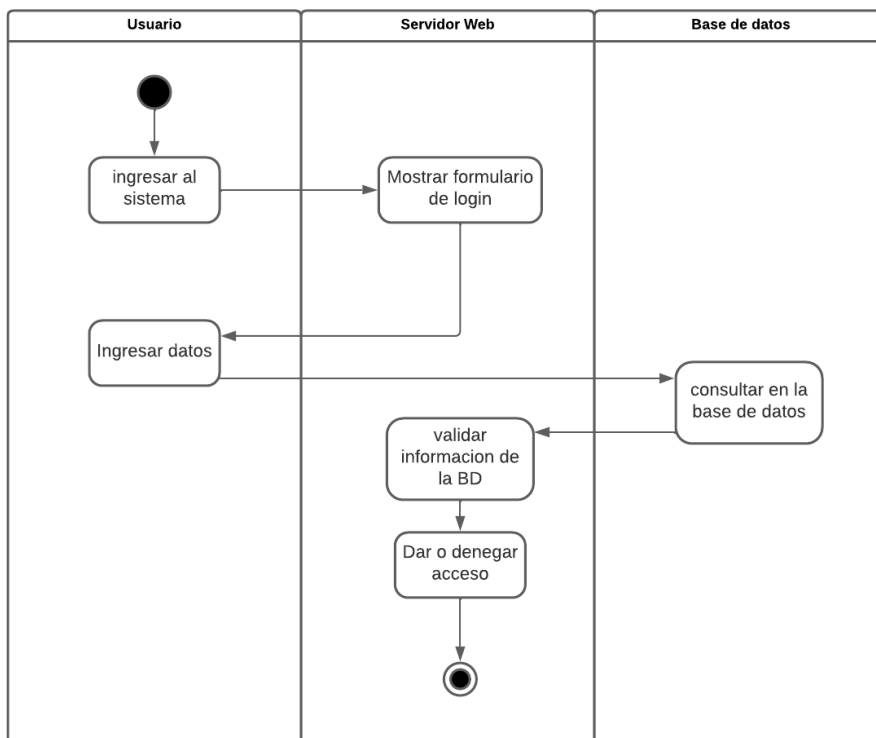 Usuario
Servidor Web
Base de datos
ingresar al
sistema
Mostrar formulario
de login
Ingresar datos
consultar en la
base de datos
validar
informacion de
la BD
Dar o denegar
acceso